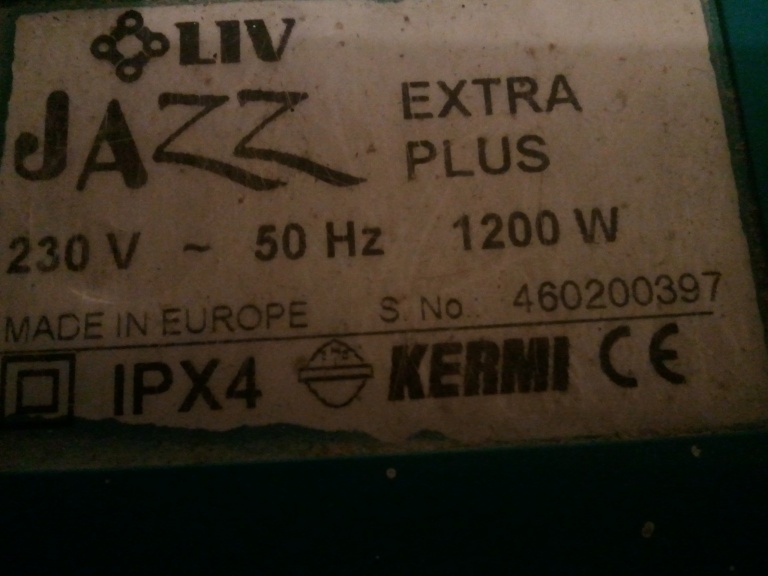 LIV
JAZZ EXTRA PLUS
230 V ~ 50 Hz 1200 W
MADE IN EUROPE S. No. 460200397
IPX4 KERMI CE